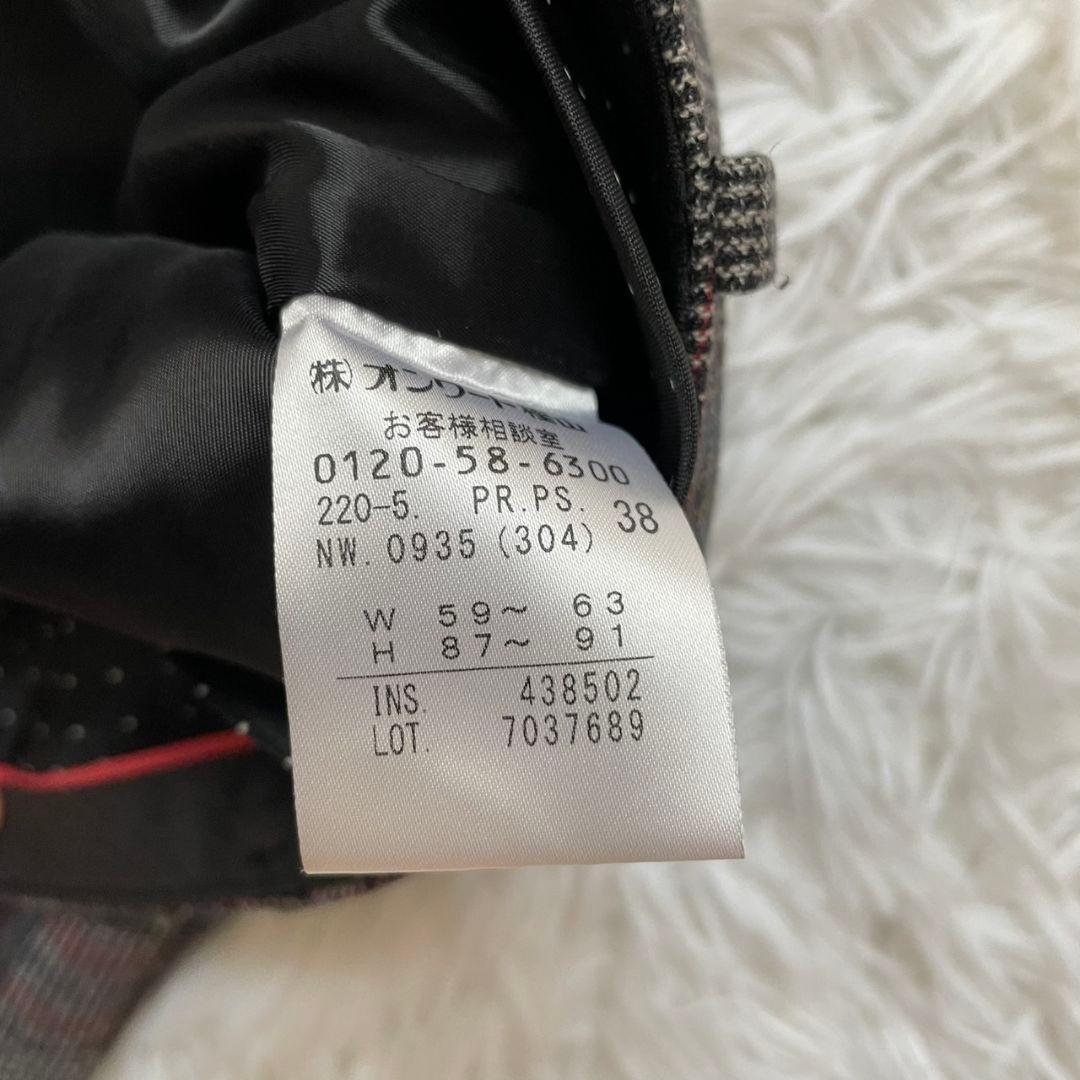 (株)オンワード樫山
お客様相談室
0120-58-6300
220-5. PR.PS. 38
NW. 0935 (304)
W 59〜 63
H 87〜 91
INS. 438502
LOT. 7037689